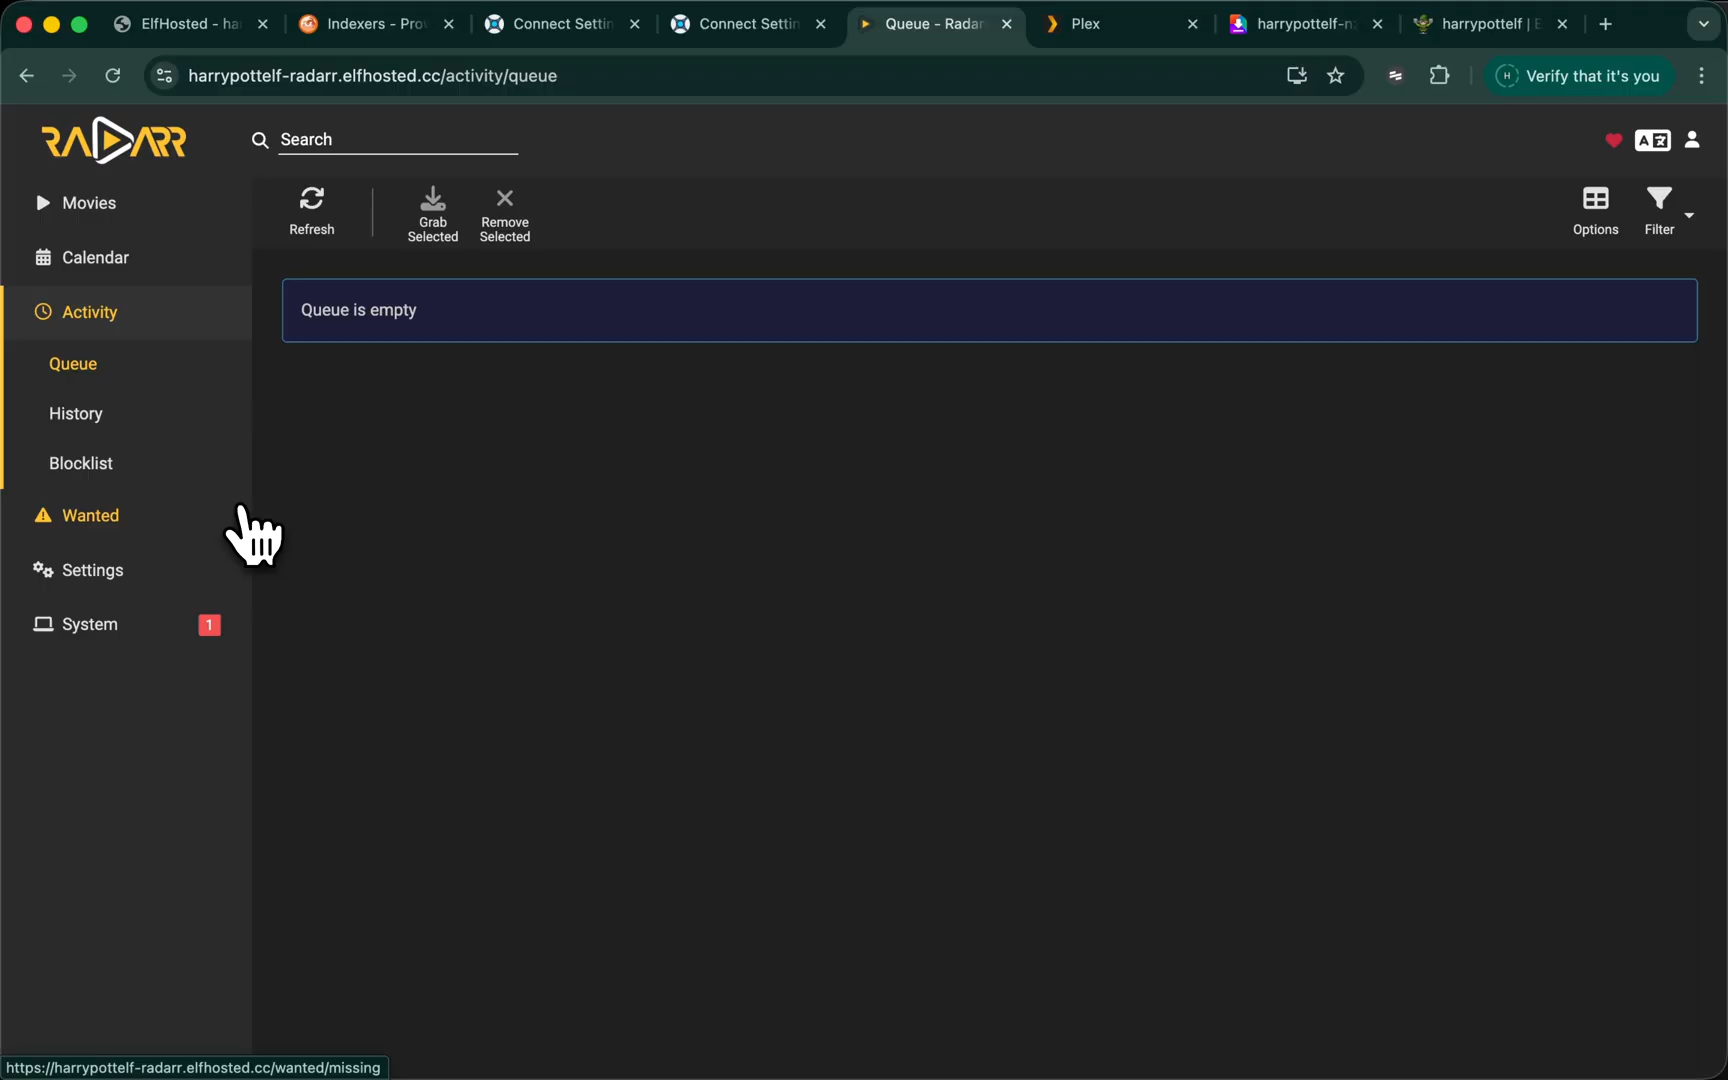 ElfHosted - ha
Indexers - Pro
Connect Settin
Connect Settin
Queue - Radar
Plex
harrypottelf-n
harrypottelf | E
harrypottelf-radarr.elfhosted.cc/activity/queue
H
Verify that it's you
RADARR
Search
Movies
Calendar
Activity
Queue
History
Blocklist
Wanted
Settings
System
1
Refresh
Grab
Selected
Remove
Selected
Options
Filter
Queue is empty
https://harrypottelf-radarr.elfhosted.cc/wanted/missing